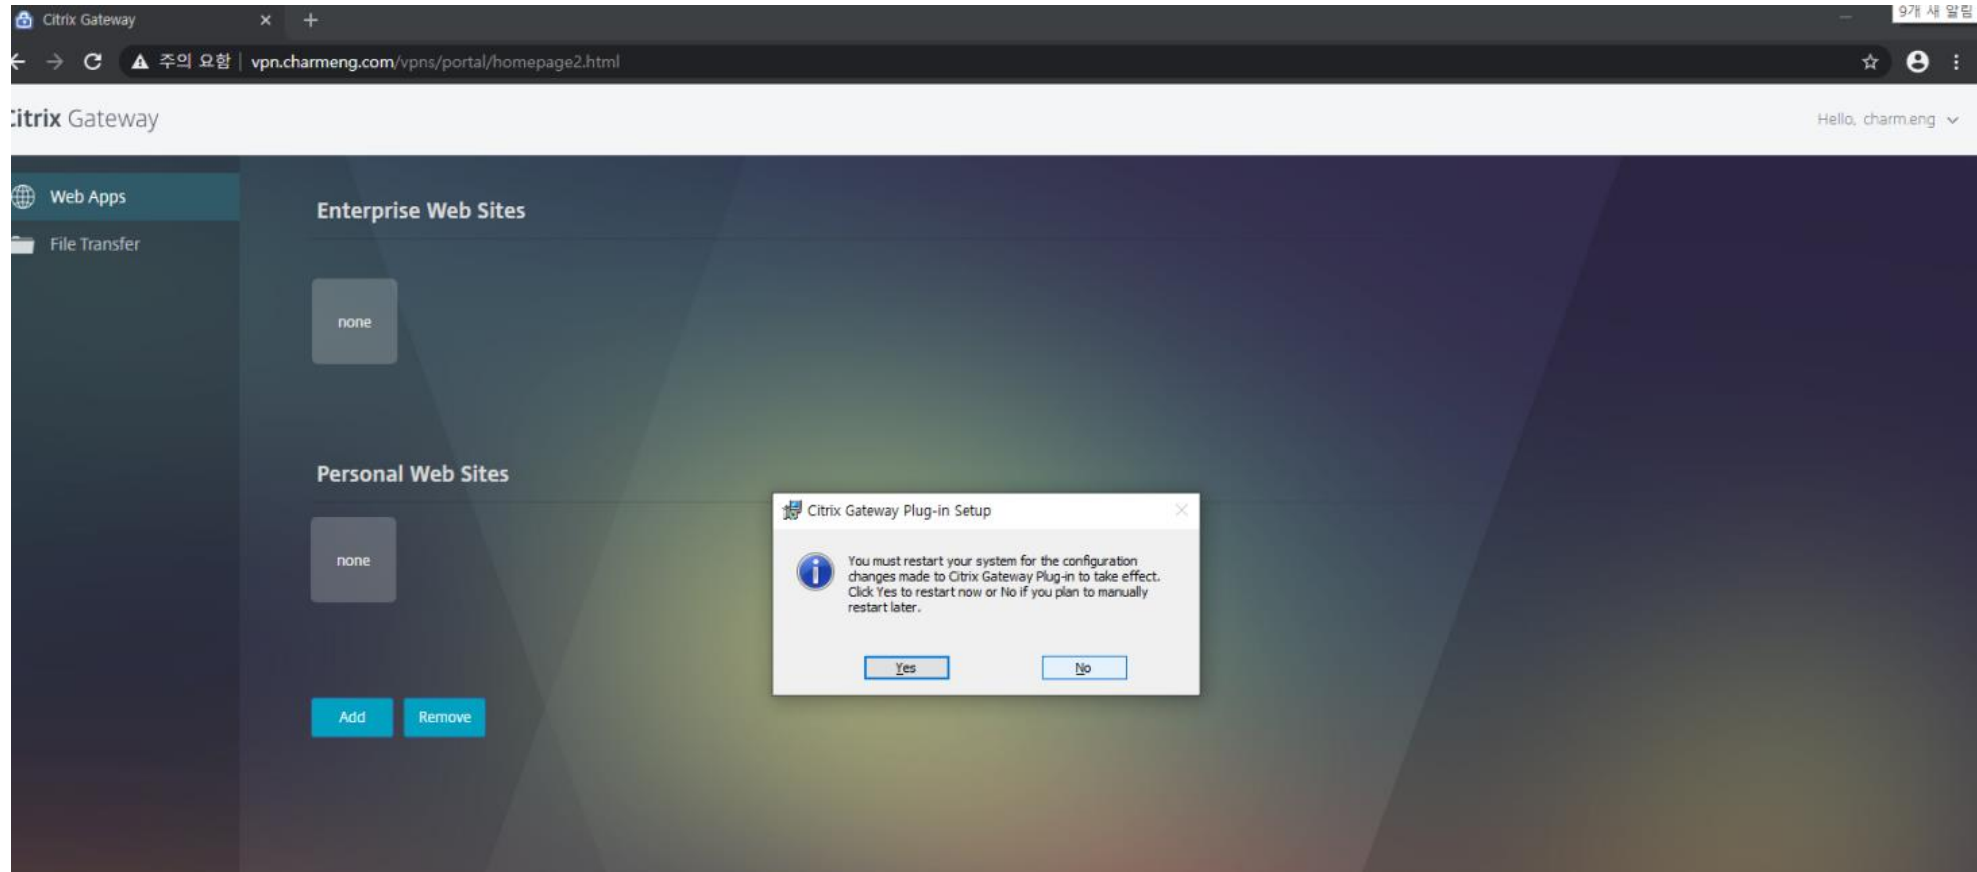 Citrix Gateway
9개 새 알림
주의 요함 vpn.charmeng.com/vpns/portal/homepage2.html
Citrix Gateway
Hello, charm.eng
Web Apps
File Transfer
Enterprise Web Sites
none
Personal Web Sites
none
Add Remove
Citrix Gateway Plug-in Setup
You must restart your system for the configuration
changes made to Citrix Gateway Plug-in to take effect.
Click Yes to restart now or No if you plan to manually
restart later.
Yes No